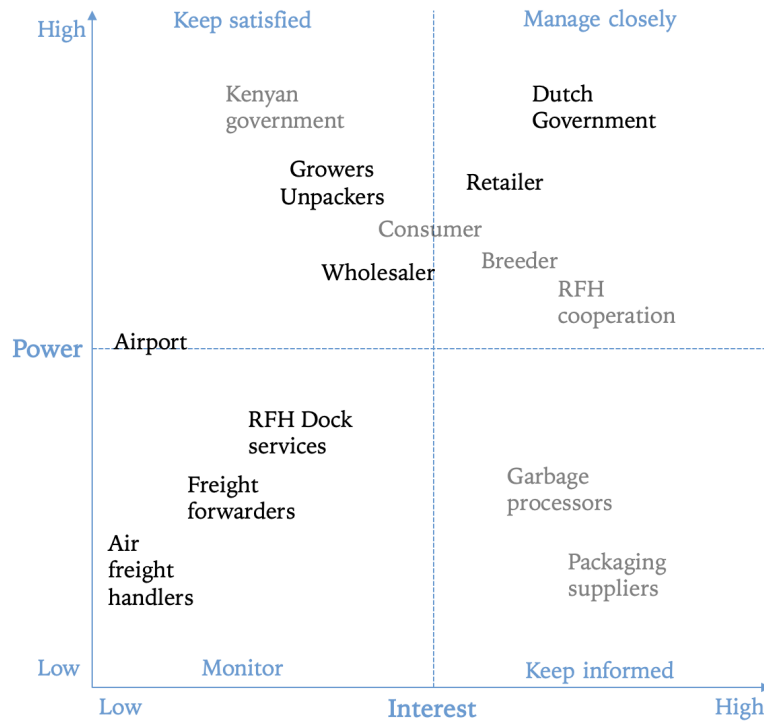 High
Keep satisfied
Manage closely
Kenyan
government
Dutch
Government
Growers
Unpackers
Retailer
Consumer
Wholesaler
Breeder
RFH
cooperation
Airport
Power
RFH Dock
services
Freight
forwarders
Garbage
processors
Air
freight
handlers
Packaging
suppliers
Low
Monitor
Keep informed
Low
Interest
High